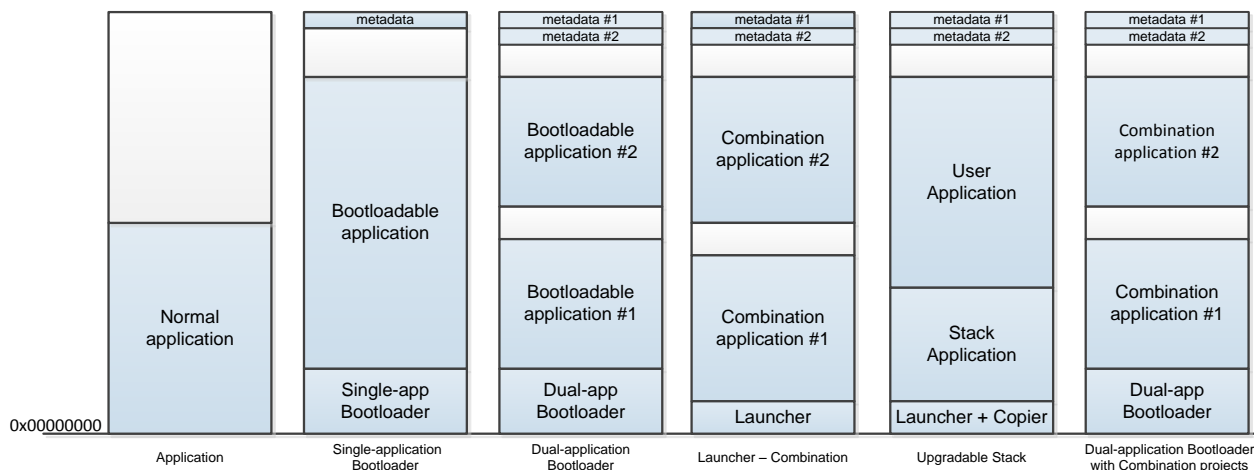 metadata
metadata #1
metadata #1
metadata #1
metadata #1
metadata #2
metadata #2
metadata #2
metadata #2
Bootloadable
application #2
Combination
application #2
User
Application
Combination
application #2
Bootloadable
application
Normal
application
Bootloadable
application #1
Combination
application #1
Stack
Application
Combination
application #1
Single-app
Bootloader
Dual-app
Bootloader
Launcher
Launcher + Copier
Dual-app
Bootloader
0x00000000
Application
Single-application
Bootloader
Dual-application
Bootloader
Launcher – Combination
Upgradable Stack
Dual-application Bootloader
with Combination projects